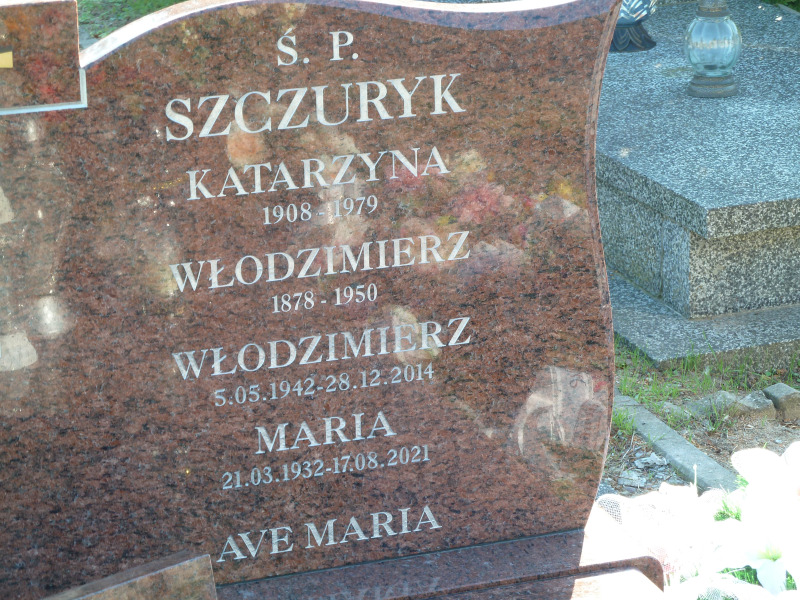 Ś. P.
SZCZURYK
KATARZYNA
1908 - 1979
WŁODZIMIERZ
1878 - 1950
WŁODZIMIERZ
5.05.1942-28.12.2014
MARIA
21.03.1932-17.08.2021
AVE MARIA